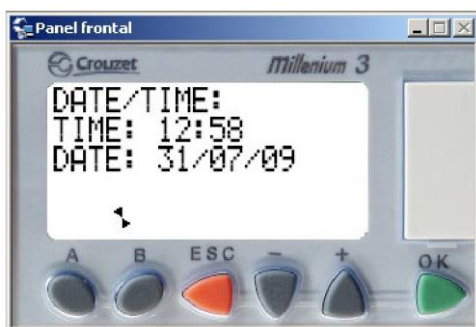 Panel frontal
Crouzet
Millenium 3
DATE/TIME:
TIME: 12:58
DATE: 31/07/09
A B ESC − + OK